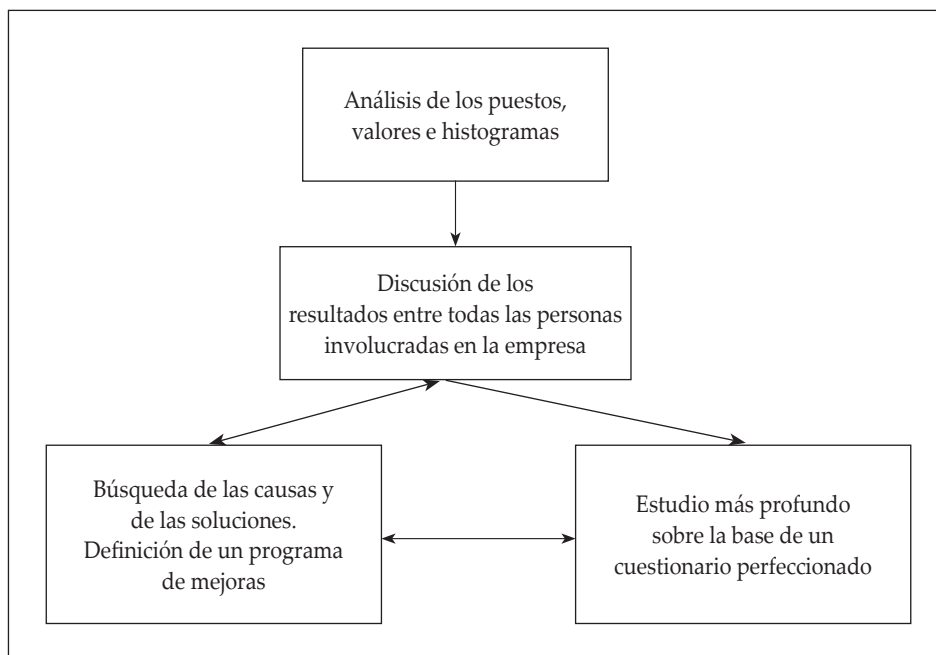 Análisis de los puestos,
valores e histogramas
Discusión de los
resultados entre todas las personas
involucradas en la empresa
Búsqueda de las causas y
de las soluciones.
Definición de un programa
de mejoras
Estudio más profundo
sobre la base de un
cuestionario perfeccionado